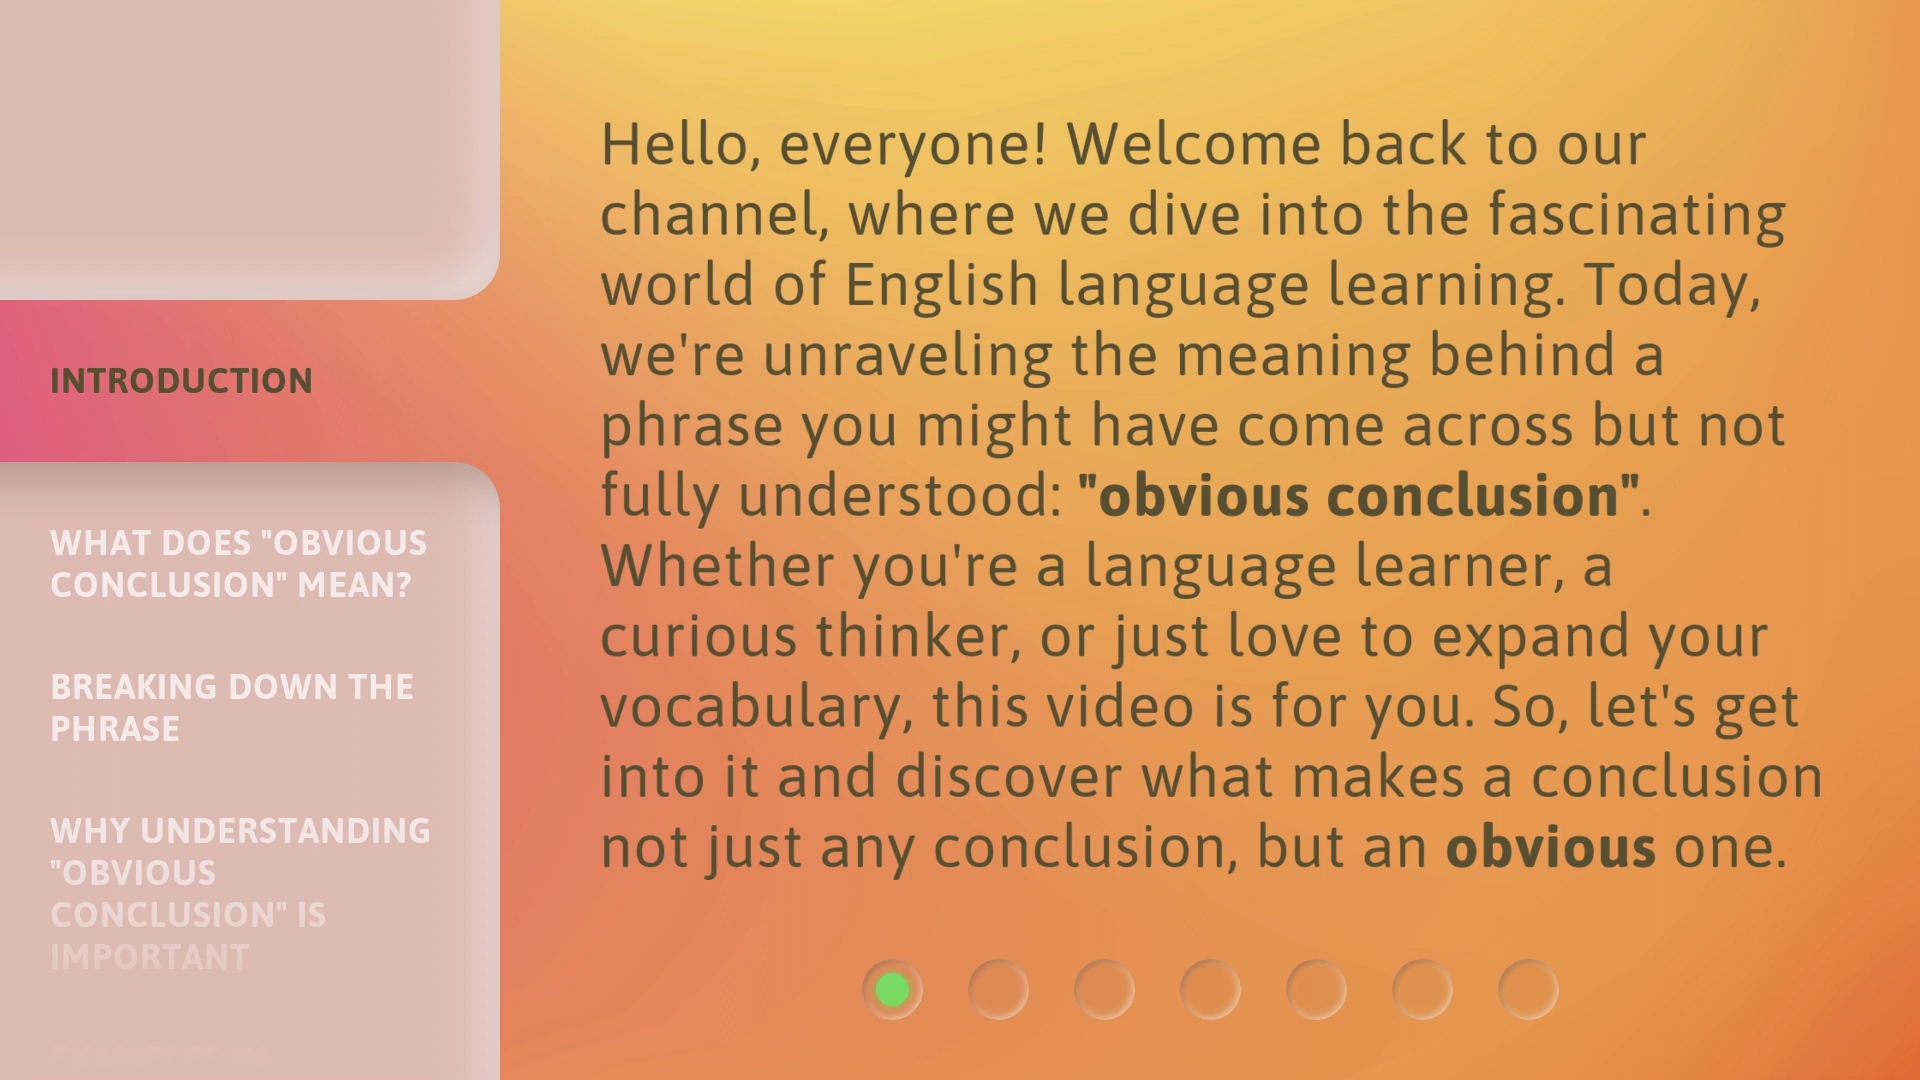 INTRODUCTION
WHAT DOES "OBVIOUS
CONCLUSION" MEAN?
BREAKING DOWN THE
PHRASE
WHY UNDERSTANDING
"OBVIOUS
CONCLUSION" IS
IMPORTANT
EXAMPLES IN
Hello, everyone! Welcome back to our
channel, where we dive into the fascinating
world of English language learning. Today,
we're unraveling the meaning behind a
phrase you might have come across but not
fully understood: "obvious conclusion".
Whether you're a language learner, a
curious thinker, or just love to expand your
vocabulary, this video is for you. So, let's get
into it and discover what makes a conclusion
not just any conclusion, but an obvious one.